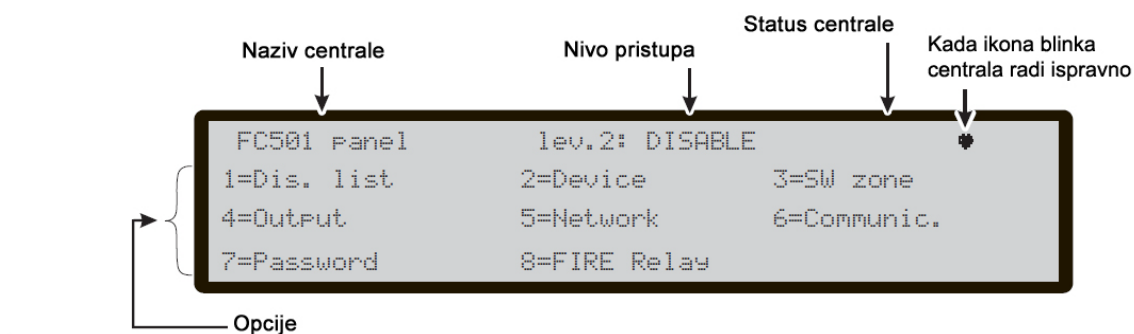 Naziv centrale
Nivo pristupa
Status centrale
Kada ikona blinka
centrala radi ispravno
FC501 panel lev.2: DISABLE
1=Dis. list 2=Device 3=SW zone
4=Output 5=Network 6=Communic.
7=Password 8=FIRE Relay
Opcije